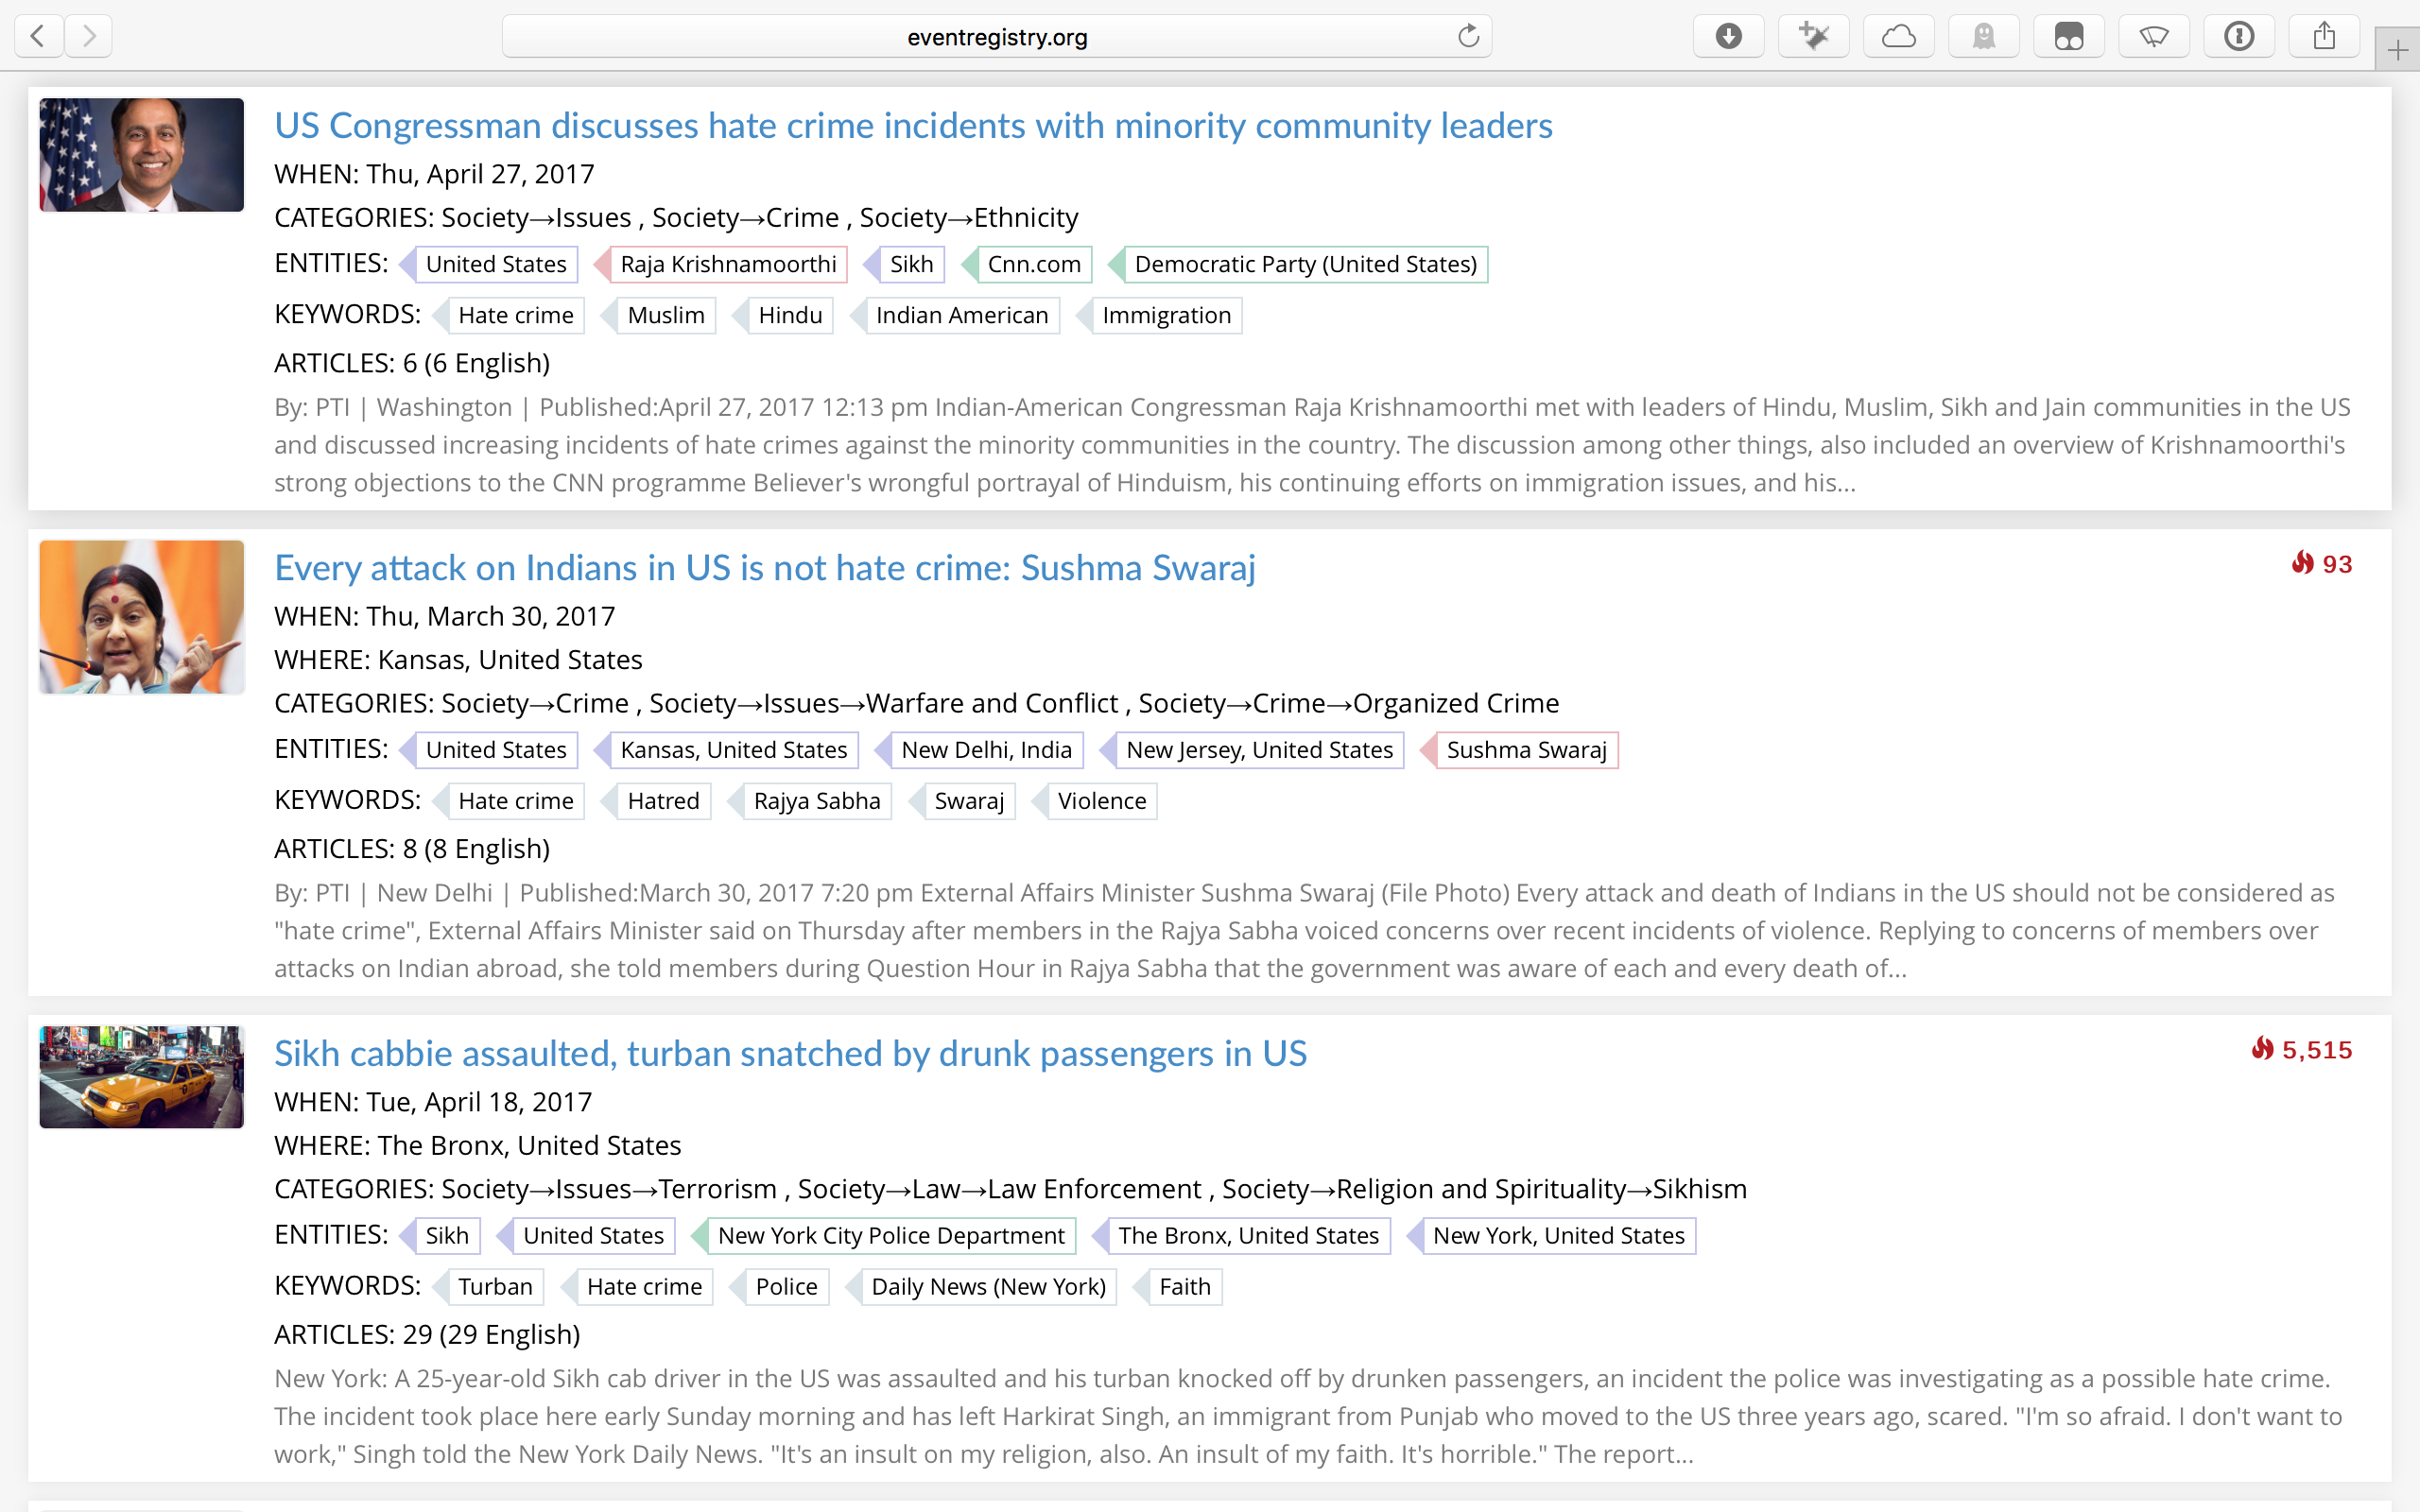 eventregistry.org
US Congressman discusses hate crime incidents with minority community leaders
WHEN: Thu, April 27, 2017
CATEGORIES: Society→Issues , Society→Crime , Society→Ethnicity
ENTITIES: United States Raja Krishnamoorthi Sikh Cnn.com Democratic Party (United States)
KEYWORDS: Hate crime Muslim Hindu Indian American Immigration
ARTICLES: 6 (6 English)
By: PTI | Washington | Published:April 27, 2017 12:13 pm Indian-American Congressman Raja Krishnamoorthi met with leaders of Hindu, Muslim, Sikh and Jain communities in the US
and discussed increasing incidents of hate crimes against the minority communities in the country. The discussion among other things, also included an overview of Krishnamoorthi's
strong objections to the CNN programme Believer's wrongful portrayal of Hinduism, his continuing efforts on immigration issues, and his...
Every attack on Indians in US is not hate crime: Sushma Swaraj
93
WHEN: Thu, March 30, 2017
WHERE: Kansas, United States
CATEGORIES: Society→Crime , Society→Issues→Warfare and Conflict , Society→Crime→Organized Crime
ENTITIES: United States Kansas, United States New Delhi, India New Jersey, United States Sushma Swaraj
KEYWORDS: Hate crime Hatred Rajya Sabha Swaraj Violence
ARTICLES: 8 (8 English)
By: PTI | New Delhi | Published:March 30, 2017 7:20 pm External Affairs Minister Sushma Swaraj (File Photo) Every attack and death of Indians in the US should not be considered as
"hate crime", External Affairs Minister said on Thursday after members in the Rajya Sabha voiced concerns over recent incidents of violence. Replying to concerns of members over
attacks on Indian abroad, she told members during Question Hour in Rajya Sabha that the government was aware of each and every death of...
Sikh cabbie assaulted, turban snatched by drunk passengers in US
5,515
WHEN: Tue, April 18, 2017
WHERE: The Bronx, United States
CATEGORIES: Society→Issues→Terrorism , Society→Law→Law Enforcement , Society→Religion and Spirituality→Sikhism
ENTITIES: Sikh United States New York City Police Department The Bronx, United States New York, United States
KEYWORDS: Turban Hate crime Police Daily News (New York) Faith
ARTICLES: 29 (29 English)
New York: A 25-year-old Sikh cab driver in the US was assaulted and his turban knocked off by drunken passengers, an incident the police was investigating as a possible hate crime.
The incident took place here early Sunday morning and has left Harkirat Singh, an immigrant from Punjab who moved to the US three years ago, scared. "I'm so afraid. I don't want to
work," Singh told the New York Daily News. "It's an insult on my religion, also. An insult of my faith. It's horrible." The report...